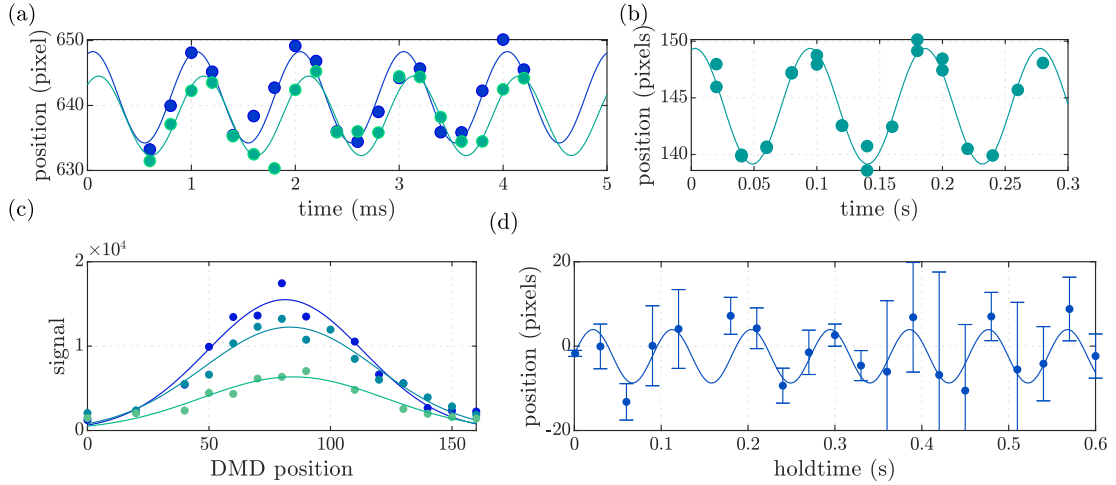 (a)
650
640
630
position (pixel)
0 1 2 3 4 5
time (ms)
(b)
150
145
140
position (pixels)
0 0.05 0.1 0.15 0.2 0.25 0.3
time (s)
(c)
×10⁴
2
1
0
signal
0 50 100 150
DMD position
(d)
20
0
-20
position (pixels)
0 0.1 0.2 0.3 0.4 0.5 0.6
holdtime (s)